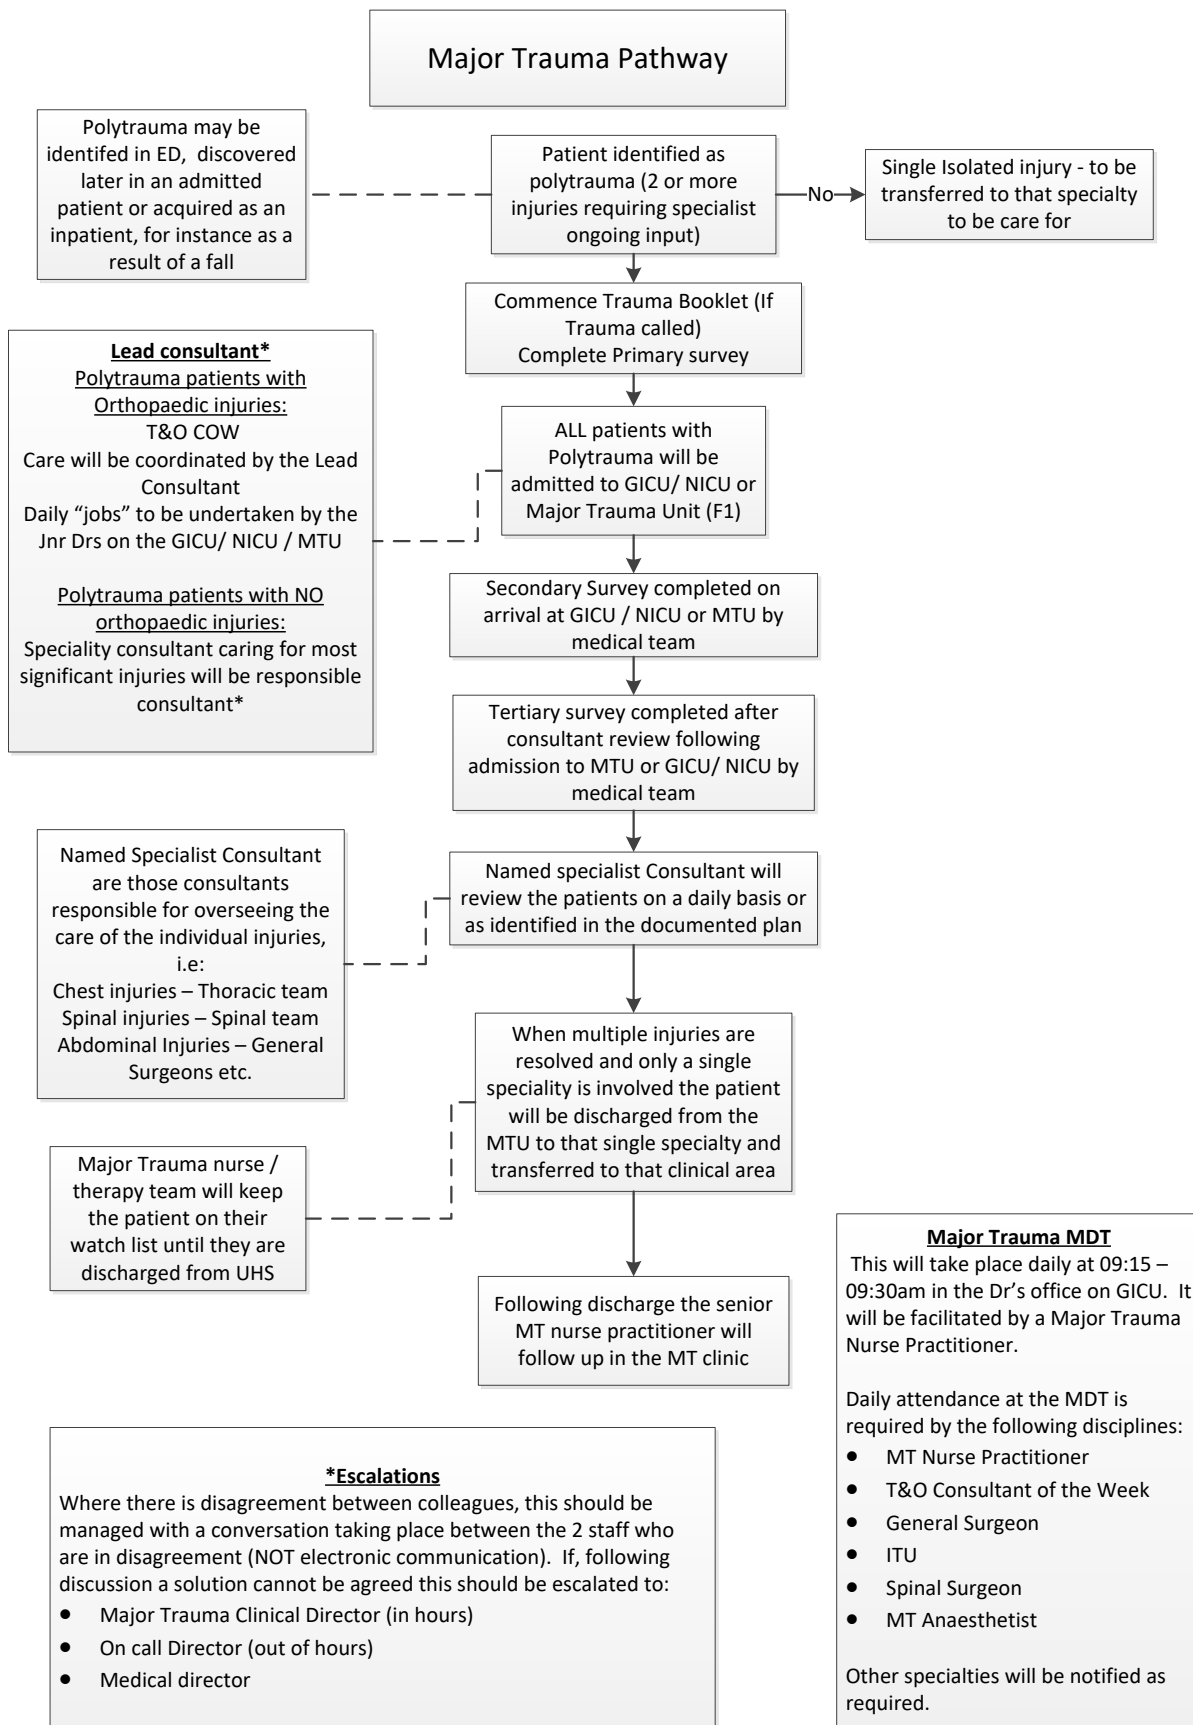 Major Trauma Pathway
Polytrauma may be
identifed in ED, discovered
later in an admitted
patient or acquired as an
inpatient, for instance as a
result of a fall
Patient identified as
polytrauma (2 or more
injuries requiring specialist
ongoing input)
No
Single Isolated injury - to be
transferred to that specialty
to be care for
Commence Trauma Booklet (If
Trauma called)
Complete Primary survey
Lead consultant*
Polytrauma patients with
Orthopaedic injuries:
T&O COW
Care will be coordinated by the Lead
Consultant
Daily “jobs” to be undertaken by the
Jnr Drs on the GICU/ NICU / MTU
Polytrauma patients with NO
orthopaedic injuries:
Speciality consultant caring for most
significant injuries will be responsible
consultant*
ALL patients with
Polytrauma will be
admitted to GICU/ NICU or
Major Trauma Unit (F1)
Secondary Survey completed on
arrival at GICU / NICU or MTU by
medical team
Tertiary survey completed after
consultant review following
admission to MTU or GICU/ NICU by
medical team
Named Specialist Consultant
are those consultants
responsible for overseeing the
care of the individual injuries,
i.e:
Chest injuries – Thoracic team
Spinal injuries – Spinal team
Abdominal Injuries – General
Surgeons etc.
Named specialist Consultant will
review the patients on a daily basis or
as identified in the documented plan
When multiple injuries are
resolved and only a single
speciality is involved the patient
will be discharged from the
MTU to that single specialty and
transferred to that clinical area
Major Trauma nurse /
therapy team will keep
the patient on their
watch list until they are
discharged from UHS
Following discharge the senior
MT nurse practitioner will
follow up in the MT clinic
Major Trauma MDT
This will take place daily at 09:15 –
09:30am in the Dr’s office on GICU. It
will be facilitated by a Major Trauma
Nurse Practitioner.
Daily attendance at the MDT is
required by the following disciplines:
● MT Nurse Practitioner
● T&O Consultant of the Week
● General Surgeon
● ITU
● Spinal Surgeon
● MT Anaesthetist
Other specialties will be notified as
required.
*Escalations
Where there is disagreement between colleagues, this should be
managed with a conversation taking place between the 2 staff who
are in disagreement (NOT electronic communication). If, following
discussion a solution cannot be agreed this should be escalated to:
● Major Trauma Clinical Director (in hours)
● On call Director (out of hours)
● Medical director